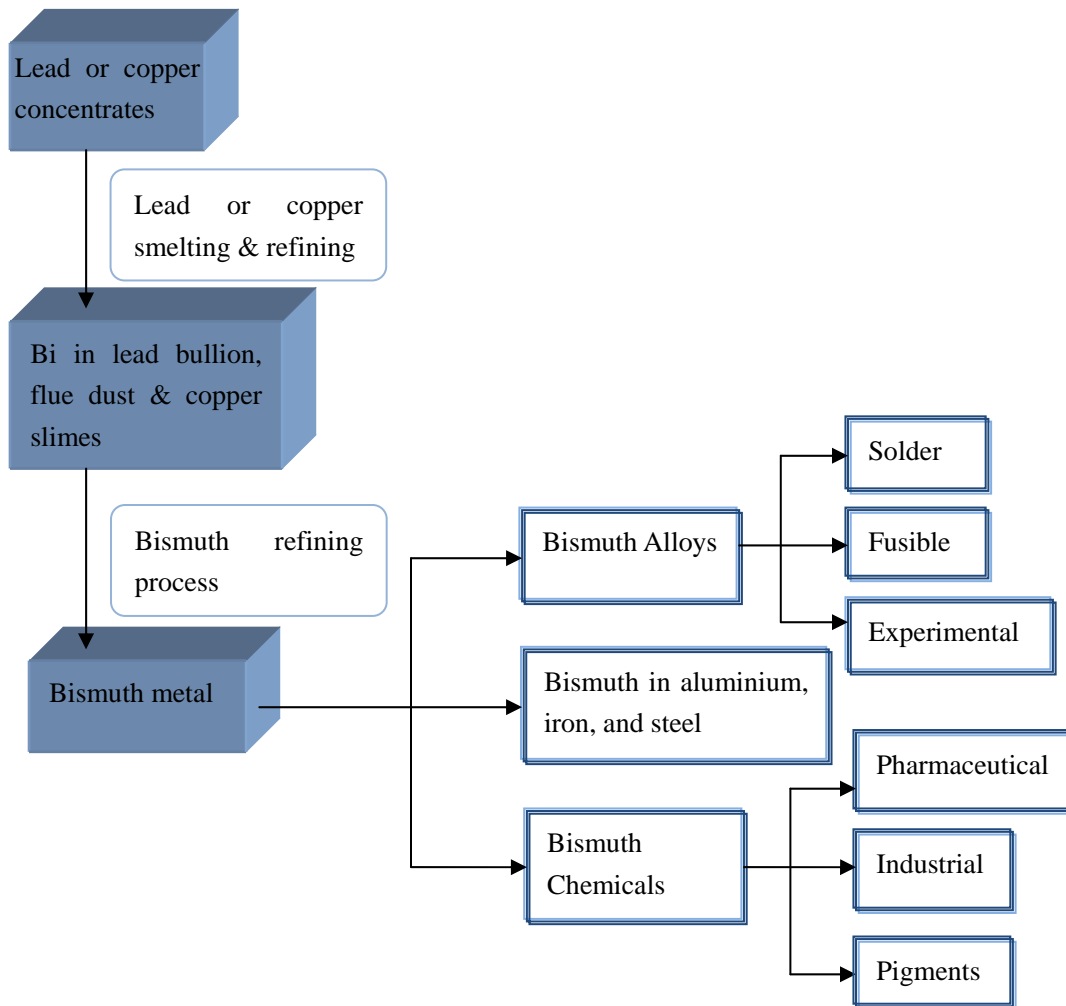 Lead or copper
concentrates
Lead or copper
smelting & refining
Bi in lead bullion,
flue dust & copper
slimes
Bismuth refining
process
Bismuth metal
Bismuth Alloys
Solder
Fusible
Experimental
Bismuth in aluminium,
iron, and steel
Bismuth
Chemicals
Pharmaceutical
Industrial
Pigments